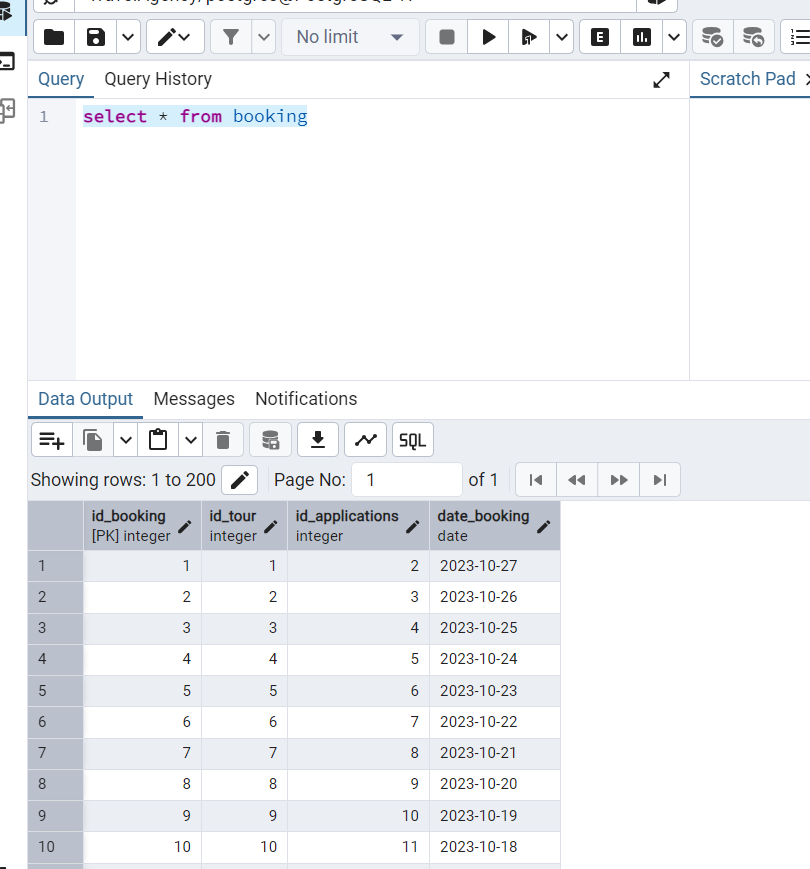 No limit
E
Query Query History
Scratch Pad
1 select * from booking
Data Output Messages Notifications
SQL
Showing rows: 1 to 200 Page No: 1 of 1
id_booking id_tour id_applications date_booking
[PK] integer integer integer date
1 1 1 2 2023-10-27
2 2 2 3 2023-10-26
3 3 3 4 2023-10-25
4 4 4 5 2023-10-24
5 5 5 6 2023-10-23
6 6 6 7 2023-10-22
7 7 7 8 2023-10-21
8 8 8 9 2023-10-20
9 9 9 10 2023-10-19
10 10 10 11 2023-10-18